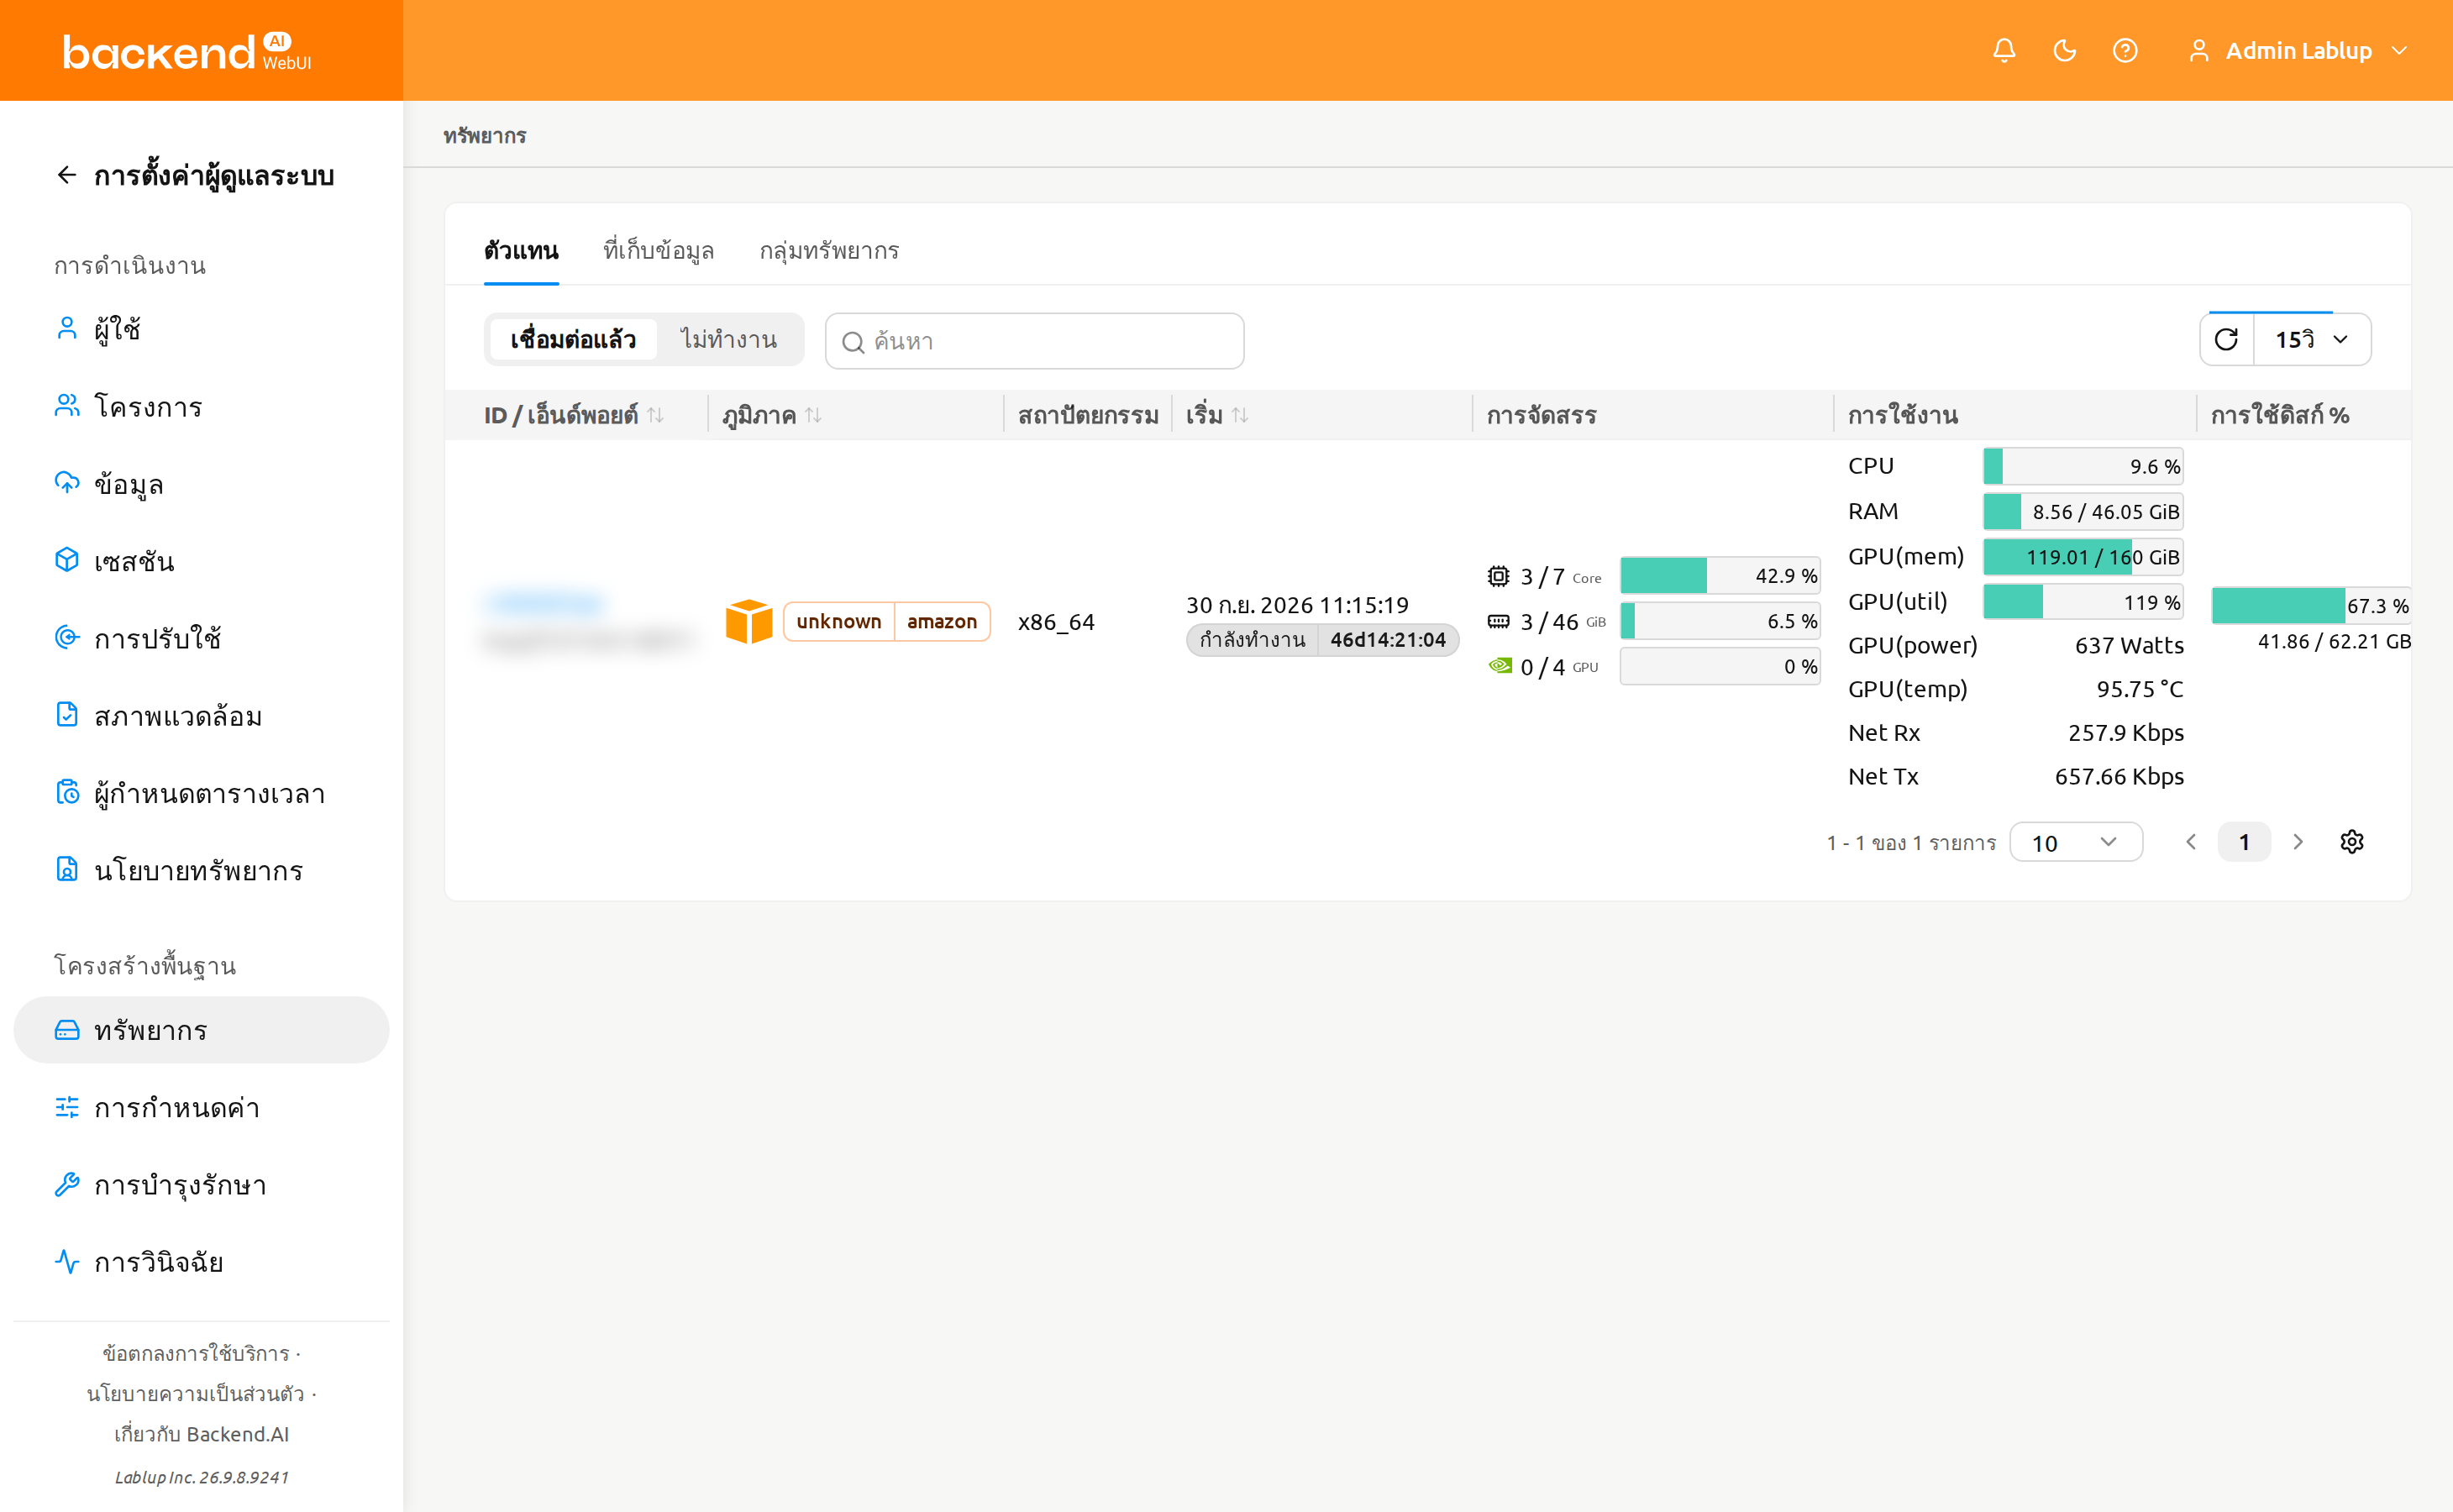 backend AI WebUI
Admin Lablup
การตั้งค่าผู้ดูแลระบบ
การดำเนินงาน
ผู้ใช้
โครงการ
ข้อมูล
เซสชัน
การปรับใช้
สภาพแวดล้อม
ผู้กำหนดตารางเวลา
นโยบายทรัพยากร
โครงสร้างพื้นฐาน
ทรัพยากร
การกำหนดค่า
การบำรุงรักษา
การวินิจฉัย
ข้อตกลงการใช้บริการ ·
นโยบายความเป็นส่วนตัว ·
เกี่ยวกับ Backend.AI
Lablup Inc. 26.9.8.9241
ทรัพยากร
ตัวแทน ที่เก็บข้อมูล กลุ่มทรัพยากร
เชื่อมต่อแล้ว ไม่ทำงาน ค้นหา 15วิ
ID / เอ็นด์พอยต์ ภูมิภาค สถาปัตยกรรม เริ่ม การจัดสรร การใช้งาน การใช้ดิสก์ %
unknown amazon
x86_64
30 ก.ย. 2026 11:15:19
กำลังทำงาน 46d14:21:04
3 / 7 Core 42.9 %
3 / 46 GiB 6.5 %
0 / 4 GPU 0 %
CPU 9.6 %
RAM 8.56 / 46.05 GiB
GPU(mem) 119.01 / 160 GiB
GPU(util) 119 %
GPU(power) 637 Watts
GPU(temp) 95.75 °C
Net Rx 257.9 Kbps
Net Tx 657.66 Kbps
67.3 %
41.86 / 62.21 GB
1 - 1 ของ 1 รายการ 10 1